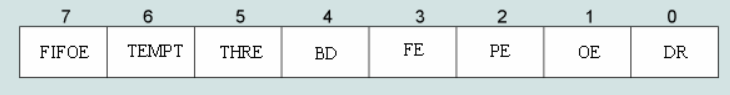 7 6 5 4 3 2 1 0
FIFOE TEMPT THRE BD FE PE OE DR